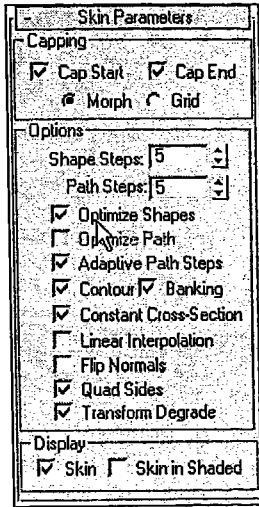 - Skin Parameters
Capping
Cap Start Cap End
Morph Grid
Options
Shape Steps: 5
Path Steps: 5
Optimize Shapes
Optimize Path
Adaptive Path Steps
Contour Banking
Constant Cross-Section
Linear Interpolation
Flip Normals
Quad Sides
Transform Degrade
Display
Skin Skin in Shaded